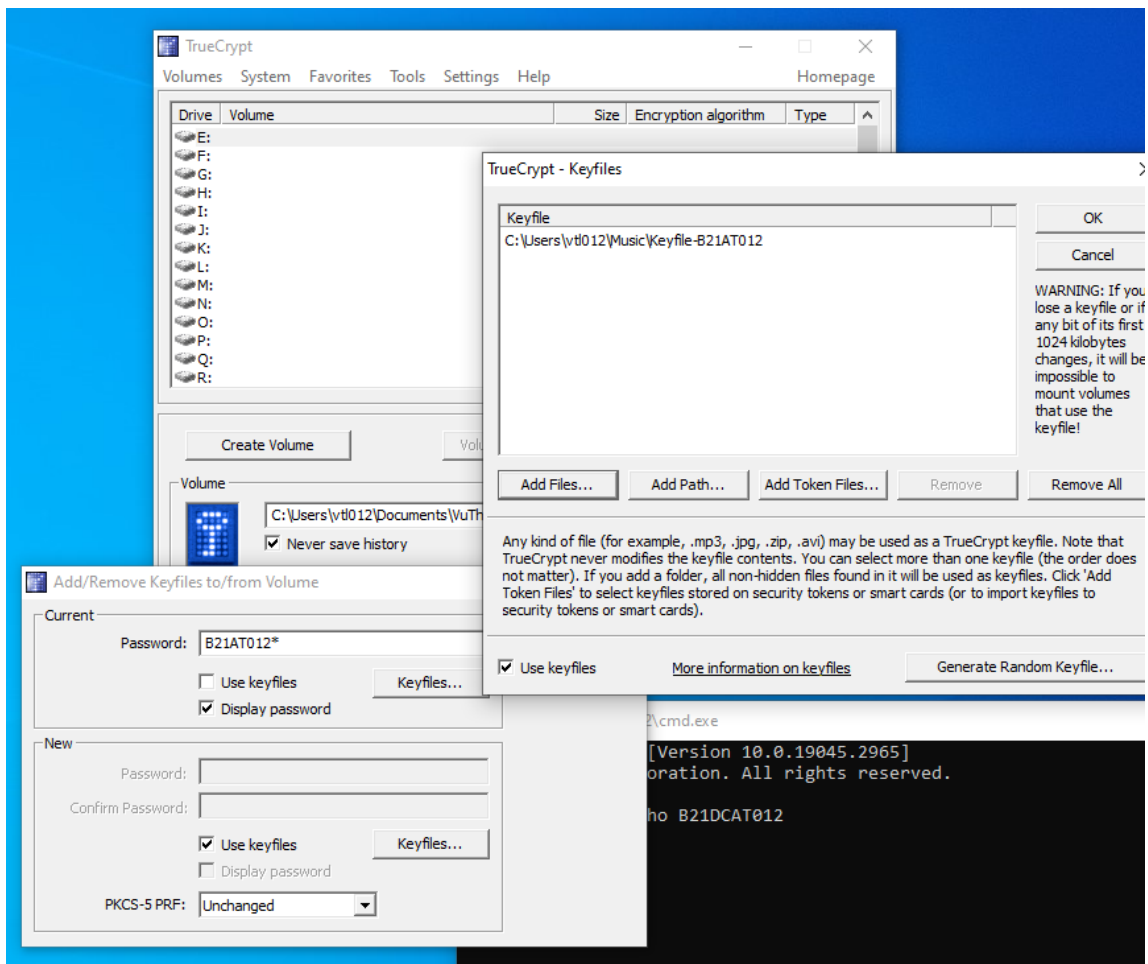 TrueCrypt
Volumes System Favorites Tools Settings Help Homepage
Drive Volume Size Encryption algorithm Type
E:
F:
G:
H:
I:
J:
K:
L:
M:
N:
O:
P:
Q:
R:
Create Volume
Volu
Volume
C:\Users\vtl012\Documents\VuTh
Never save history
TrueCrypt - Keyfiles
Keyfile
C:\Users\vtl012\Music\Keyfile-B21AT012
OK
Cancel
WARNING: If you
lose a keyfile or if
any bit of its first
1024 kilobytes
changes, it will be
impossible to
mount volumes
that use the
keyfile!
Add Files... Add Path... Add Token Files... Remove Remove All
Any kind of file (for example, .mp3, .jpg, .zip, .avi) may be used as a TrueCrypt keyfile. Note that
TrueCrypt never modifies the keyfile contents. You can select more than one keyfile (the order does
not matter). If you add a folder, all non-hidden files found in it will be used as keyfiles. Click 'Add
Token Files' to select keyfiles stored on security tokens or smart cards (or to import keyfiles to
security tokens or smart cards).
Use keyfiles More information on keyfiles Generate Random Keyfile...
Add/Remove Keyfiles to/from Volume
Current
Password: B21AT012*
Use keyfiles Keyfiles...
Display password
New
Password:
Confirm Password:
Use keyfiles Keyfiles...
Display password
PKCS-5 PRF: Unchanged
2\cmd.exe
[Version 10.0.19045.2965]
oration. All rights reserved.
ho B21DCAT012